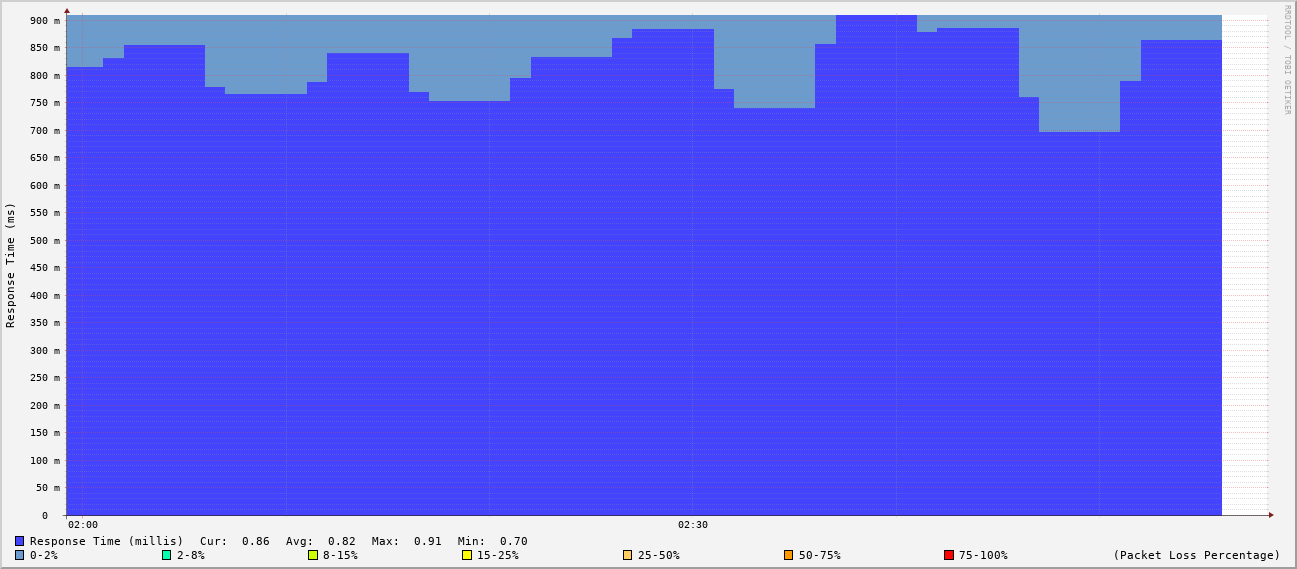 RRDTOOL / TOBI OETIKER
Response Time (ms)
900 m
850 m
800 m
750 m
700 m
650 m
600 m
550 m
500 m
450 m
400 m
350 m
300 m
250 m
200 m
150 m
100 m
50 m
0
02:00 02:30
Response Time (millis) Cur: 0.86 Avg: 0.82 Max: 0.91 Min: 0.70
0-2% 2-8% 8-15% 15-25% 25-50% 50-75% 75-100% (Packet Loss Percentage)